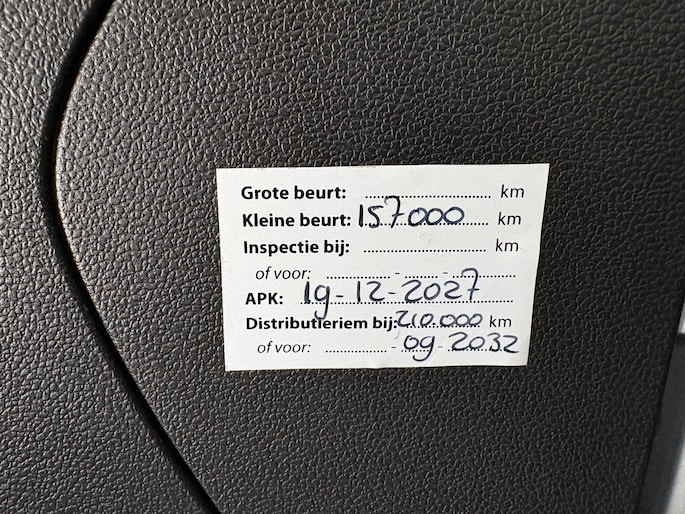 Grote beurt: ........................... km
Kleine beurt: 157000 km
Inspectie bij: ........................... km
of voor: ............... - ........ - ...............
APK: 19-12-2027
Distributieriem bij: 210.000 km
of voor: ............... - 09 - 2032